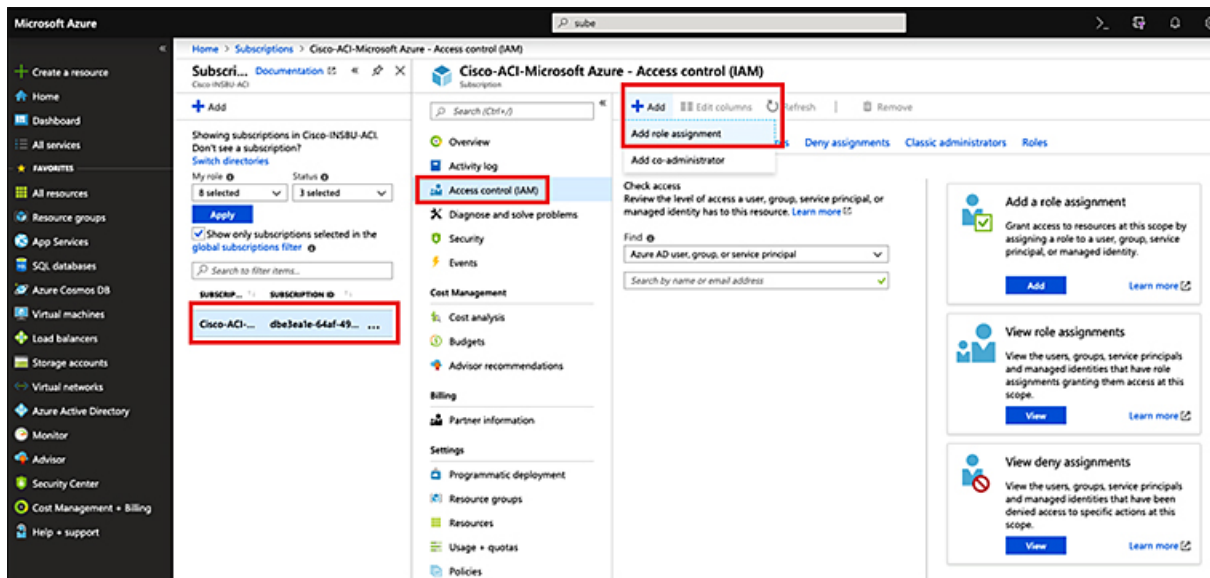 Microsoft Azure
sube
Home > Subscriptions > Cisco-ACI-Microsoft Azure - Access control (IAM)
Create a resource
Home
Dashboard
All services
FAVORITES
All resources
Resource groups
App Services
SQL databases
Azure Cosmos DB
Virtual machines
Load balancers
Storage accounts
Virtual networks
Azure Active Directory
Monitor
Advisor
Security Center
Cost Management + Billing
Help + support
Subscri... Documentation
Cisco-INSBU-ACI
Add
Showing subscriptions in Cisco-INSBU-ACI.
Don't see a subscription?
Switch directories
My role Status
8 selected 3 selected
Apply
Show only subscriptions selected in the
global subscriptions filter
Search to filter items...
SUBSCRIP... SUBSCRIPTION ID
Cisco-ACI-... dbe3ea1e-64af-49... ...
Cisco-ACI-Microsoft Azure - Access control (IAM)
Subscription
Search (Ctrl+/)
Overview
Activity log
Access control (IAM)
Diagnose and solve problems
Security
Events
Cost Management
Cost analysis
Budgets
Advisor recommendations
Billing
Partner information
Settings
Programmatic deployment
Resource groups
Resources
Usage + quotas
Policies
Add Edit columns Refresh Remove
Add role assignment
Add co-administrator
Deny assignments Classic administrators Roles
Check access
Review the level of access a user, group, service principal, or
managed identity has to this resource. Learn more
Find
Azure AD user, group, or service principal
Search by name or email address
Add a role assignment
Grant access to resources at this scope by
assigning a role to a user, group, service
principal, or managed identity.
Add Learn more
View role assignments
View the users, groups, service principals
and managed identities that have role
assignments granting them access at this
scope.
View Learn more
View deny assignments
View the users, groups, service principals
and managed identities that have been
denied access to specific actions at this
scope.
View Learn more